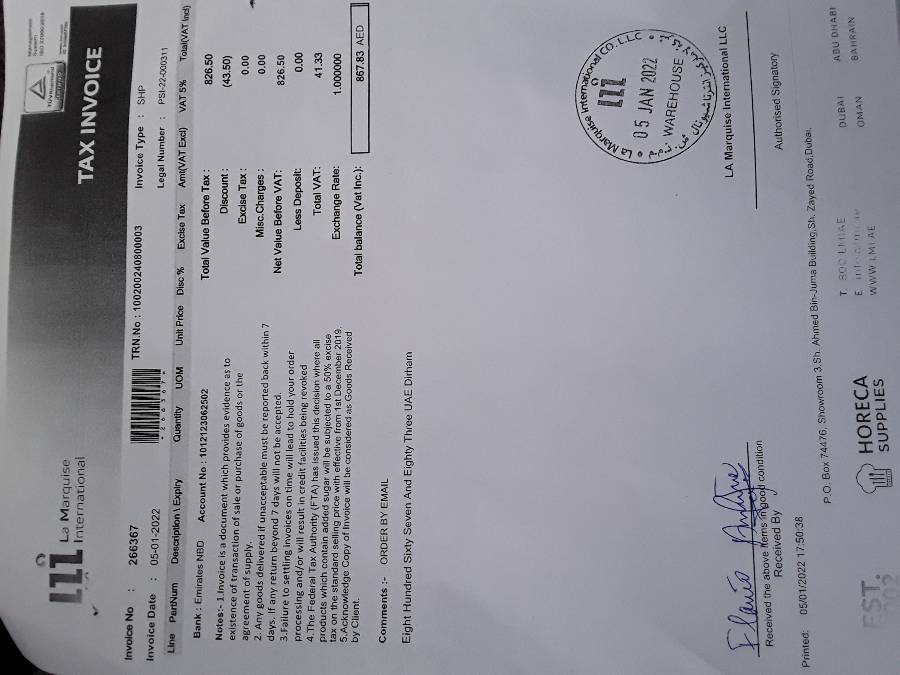 La Marquise
International
TAX INVOICE
Invoice No : 266367
TRN.No : 100200240800003
Invoice Type : SHP
Invoice Date : 05-01-2022
Legal Number : PSI-22-000311
Line PartNum Description \ Expiry Quantity UOM Unit Price Disc % Excise Tax Amt(VAT Excl) VAT 5% Total(VAT Incl)
Bank : Emirates NBD Account No : 1012123062502
Notes:- 1.Invoice is a document which provides evidence as to
existence of transaction of sale or purchase of goods or the
agreement of supply.
2. Any goods delivered if unacceptable must be reported back within 7
days. If any return beyond 7 days will not be accepted.
3.Failure to settling invoices on time will lead to hold your order
processing and/or will result in credit facilities being revoked
4.The Federal Tax Authority (FTA) has issued this decision where all
products which contain added sugar will be subjected to a 50% excise
tax on the standard selling price with effective from 1st December 2019.
5.Acknowledge Copy of Invoice will be considered as Goods Received
by Client.
Total Value Before Tax : 826.50
Discount : (43.50)
Excise Tax : 0.00
Misc.Charges : 0.00
Net Value Before VAT: 826.50
Less Deposit: 0.00
Total VAT: 41.33
Exchange Rate: 1.000000
Total balance (Vat Inc.): 867.83 AED
Comments :- ORDER BY EMAIL
Eight Hundred Sixty Seven And Eighty Three UAE Dirham
La Marquise International CO. L.L.C
05 JAN 2022
WAREHOUSE
LA Marquise International LLC
Authorised Signatory
Flavio
Received the above items in good condition
Received By
Printed: 05/01/2022 17:50:38
P.O. Box 74476, Showroom 3,Sh. Ahmed Bin-Juma Building,Sh. Zayed Road,Dubai.
HORECA
SUPPLIES
T. 800 LMIAE
WWW.LMI.AE
DUBAI
OMAN
ABU DHABI
BAHRAIN
EST.